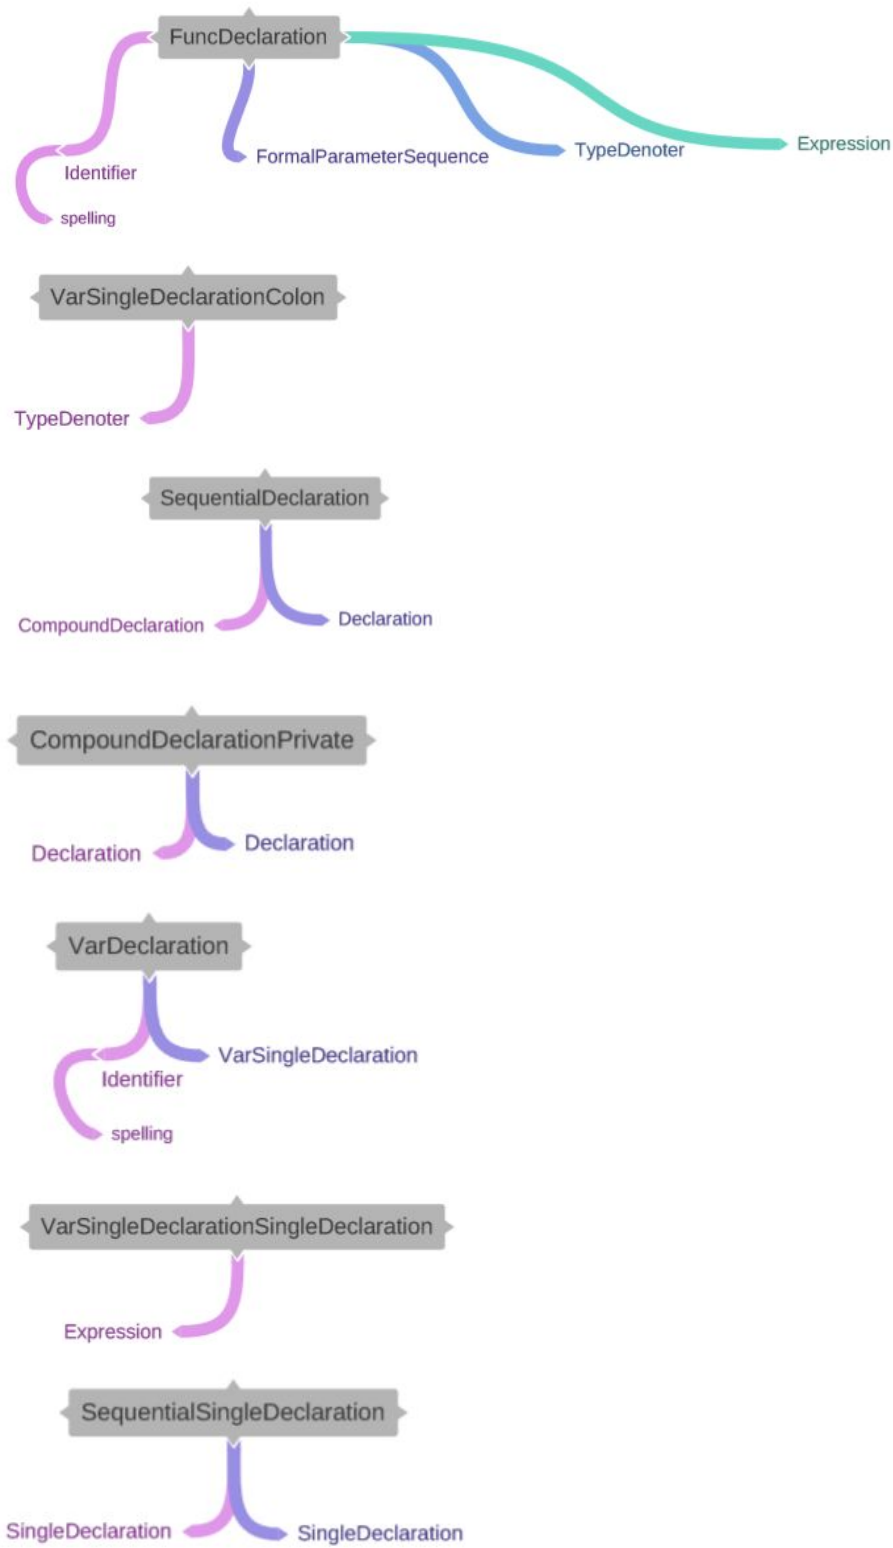 FuncDeclaration
Expression
TypeDenoter
FormalParameterSequence
Identifier
spelling
VarSingleDeclarationColon
TypeDenoter
SequentialDeclaration
CompoundDeclaration
Declaration
CompoundDeclarationPrivate
Declaration
Declaration
VarDeclaration
VarSingleDeclaration
Identifier
spelling
VarSingleDeclarationSingleDeclaration
Expression
SequentialSingleDeclaration
SingleDeclaration
SingleDeclaration